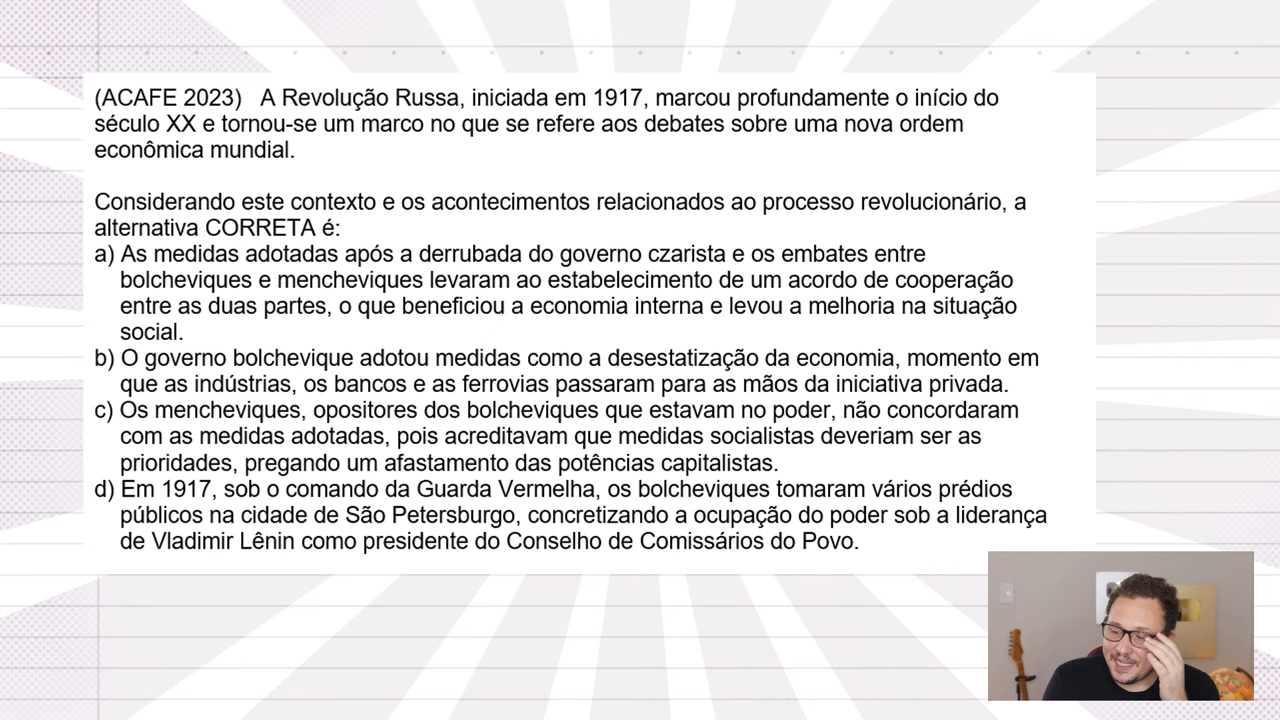 (ACAFE 2023) A Revolução Russa, iniciada em 1917, marcou profundamente o início do
século XX e tornou-se um marco no que se refere aos debates sobre uma nova ordem
econômica mundial.
Considerando este contexto e os acontecimentos relacionados ao processo revolucionário, a
alternativa CORRETA é:
a) As medidas adotadas após a derrubada do governo czarista e os embates entre
bolcheviques e mencheviques levaram ao estabelecimento de um acordo de cooperação
entre as duas partes, o que beneficiou a economia interna e levou a melhoria na situação
social.
b) O governo bolchevique adotou medidas como a desestatização da economia, momento em
que as indústrias, os bancos e as ferrovias passaram para as mãos da iniciativa privada.
c) Os mencheviques, opositores dos bolcheviques que estavam no poder, não concordaram
com as medidas adotadas, pois acreditavam que medidas socialistas deveriam ser as
prioridades, pregando um afastamento das potências capitalistas.
d) Em 1917, sob o comando da Guarda Vermelha, os bolcheviques tomaram vários prédios
públicos na cidade de São Petersburgo, concretizando a ocupação do poder sob a liderança
de Vladimir Lênin como presidente do Conselho de Comissários do Povo.